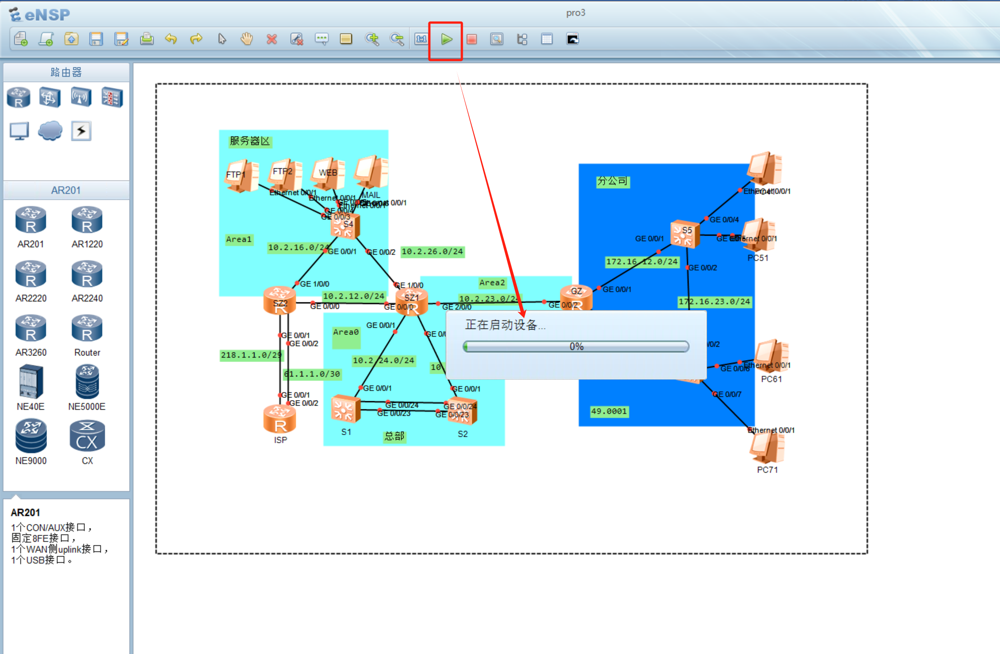 eNSP
pro3
路由器
AR201
AR201
AR1220
AR2220
AR2240
AR3260
Router
NE40E
NE5000E
NE9000
CX
CX
AR201
1个CON/AUX接口，
固定8FE接口，
1个WAN侧uplink接口，
1个USB接口。
服务器区
FTP1
FTP2
WEB
MAIL
Ethernet 0/0/1
Ethernet 0/0/1
Ethernet 0/0/1
GE 0/0/4
GE 0/0/3
S4
Area1
10.2.16.0/24
GE 0/0/1
GE 0/0/2
10.2.26.0/24
GE 1/0/0
GE 1/0/0
SZ2
10.2.12.0/24
SZ1
GE 0/0/0
GE 0/0/0
Area2
10.2.23.0/24
GE 2/0/0
GE 0/0/2
GZ
GE 0/0/1
GE 0/0/1
GE 0/0/2
218.1.1.0/29
61.1.1.0/30
GE 0/0/1
GE 0/0/2
ISP
Area0
GE 0/0/1
10.2.24.0/24
GE 0/0/1
GE 0/0/1
GE 0/0/24
GE 0/0/23
GE 0/0/24
GE 0/0/23
S1
S2
总部
正在启动设备...
0%
分公司
Ethernet 0/0/1
PC41
GE 0/0/4
S5
GE 0/0/1
Ethernet 0/0/1
PC51
172.16.12.0/24
GE 0/0/2
172.16.23.0/24
GE 0/0/6
Ethernet 0/0/1
PC61
GE 0/0/7
49.0001
Ethernet 0/0/1
PC71